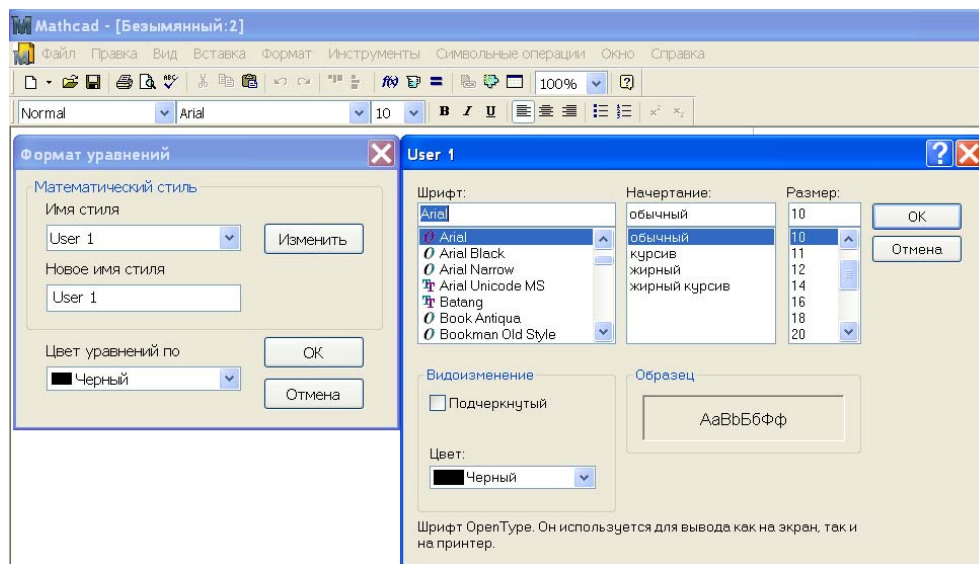 Mathcad - [Безымянный:2]
Файл Правка Вид Вставка Формат Инструменты Символьные операции Окно Справка
100%
Normal Arial 10 B I U
Формат уравнений
Математический стиль
Имя стиля
User 1 Изменить
Новое имя стиля
User 1
Цвет уравнений по
OK
Черный
Отмена
User 1
Шрифт: Начертание: Размер:
Arial обычный 10 OK
Arial обычный 10
Отмена
Arial Black курсив 11
Arial Narrow жирный 12
Arial Unicode MS жирный курсив 14
Batang 16
Book Antiqua 18
Bookman Old Style 20
Видоизменение Образец
Подчеркнутый
АаВbБбФф
Цвет:
Черный
Шрифт OpenType. Он используется для вывода как на экран, так и
на принтер.